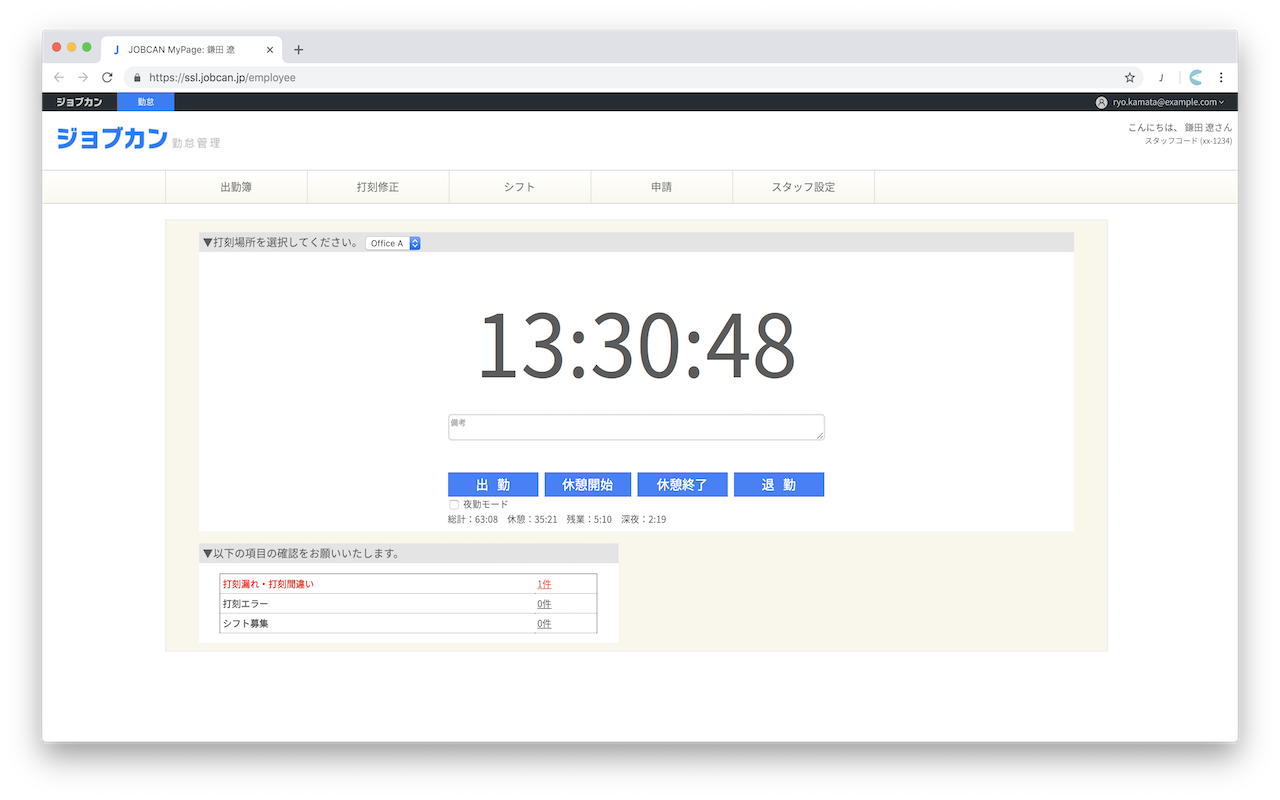 JOBCAN MyPage: 鎌田 遼
https://ssl.jobcan.jp/employee
ジョブカン 勤怠 ryo.kamata@example.com
ジョブカン 勤怠管理
こんにちは、 鎌田 遼さん
スタッフコード (xx-1234)
出勤簿 打刻修正 シフト 申請 スタッフ設定
▼打刻場所を選択してください。 Office A
13:30:48
備考
出 勤 休憩開始 休憩終了 退 勤
夜勤モード
総計：63:08 休憩：35:21 残業：5:10 深夜：2:19
▼以下の項目の確認をお願いいたします。
打刻漏れ・打刻間違い 1件
打刻エラー 0件
シフト募集 0件